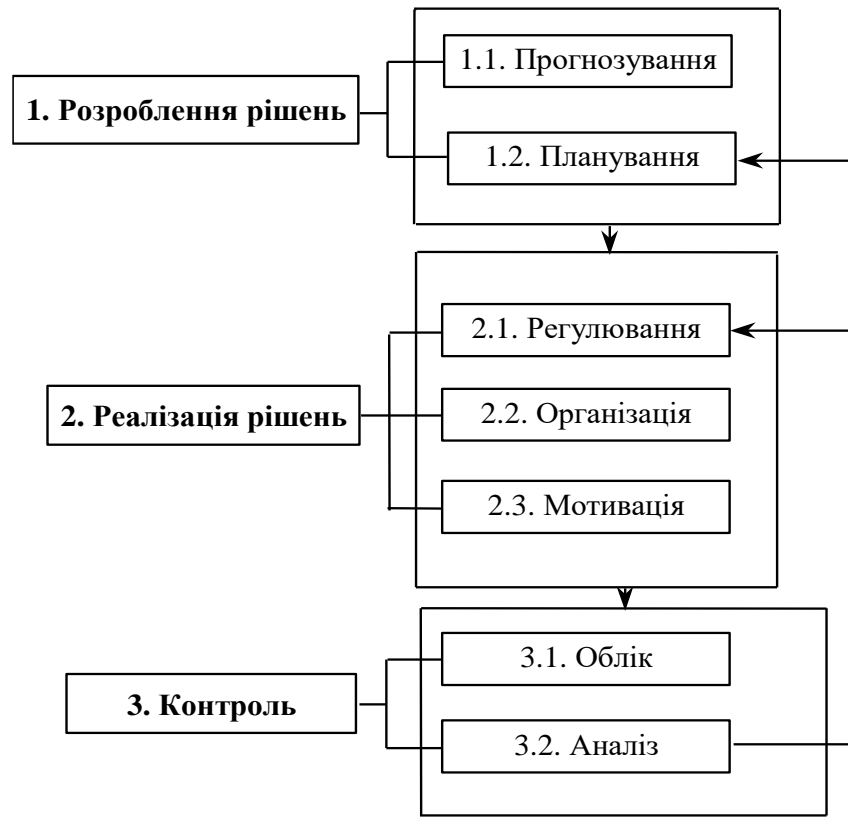 1. Розроблення рішень
1.1. Прогнозування
1.2. Планування
2. Реалізація рішень
2.1. Регулювання
2.2. Організація
2.3. Мотивація
3. Контроль
3.1. Облік
3.2. Аналіз